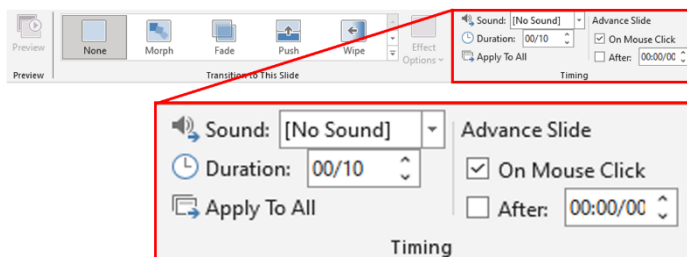 Preview
None
Morph
Fade
Push
Wipe
Effect
Options
Preview
Transition to This Slide
Sound: [No Sound]
Duration: 00/10
Apply To All
Advance Slide
On Mouse Click
After: 00:00/00
Timing
Sound: [No Sound]
Duration: 00/10
Apply To All
Advance Slide
On Mouse Click
After: 00:00/00
Timing